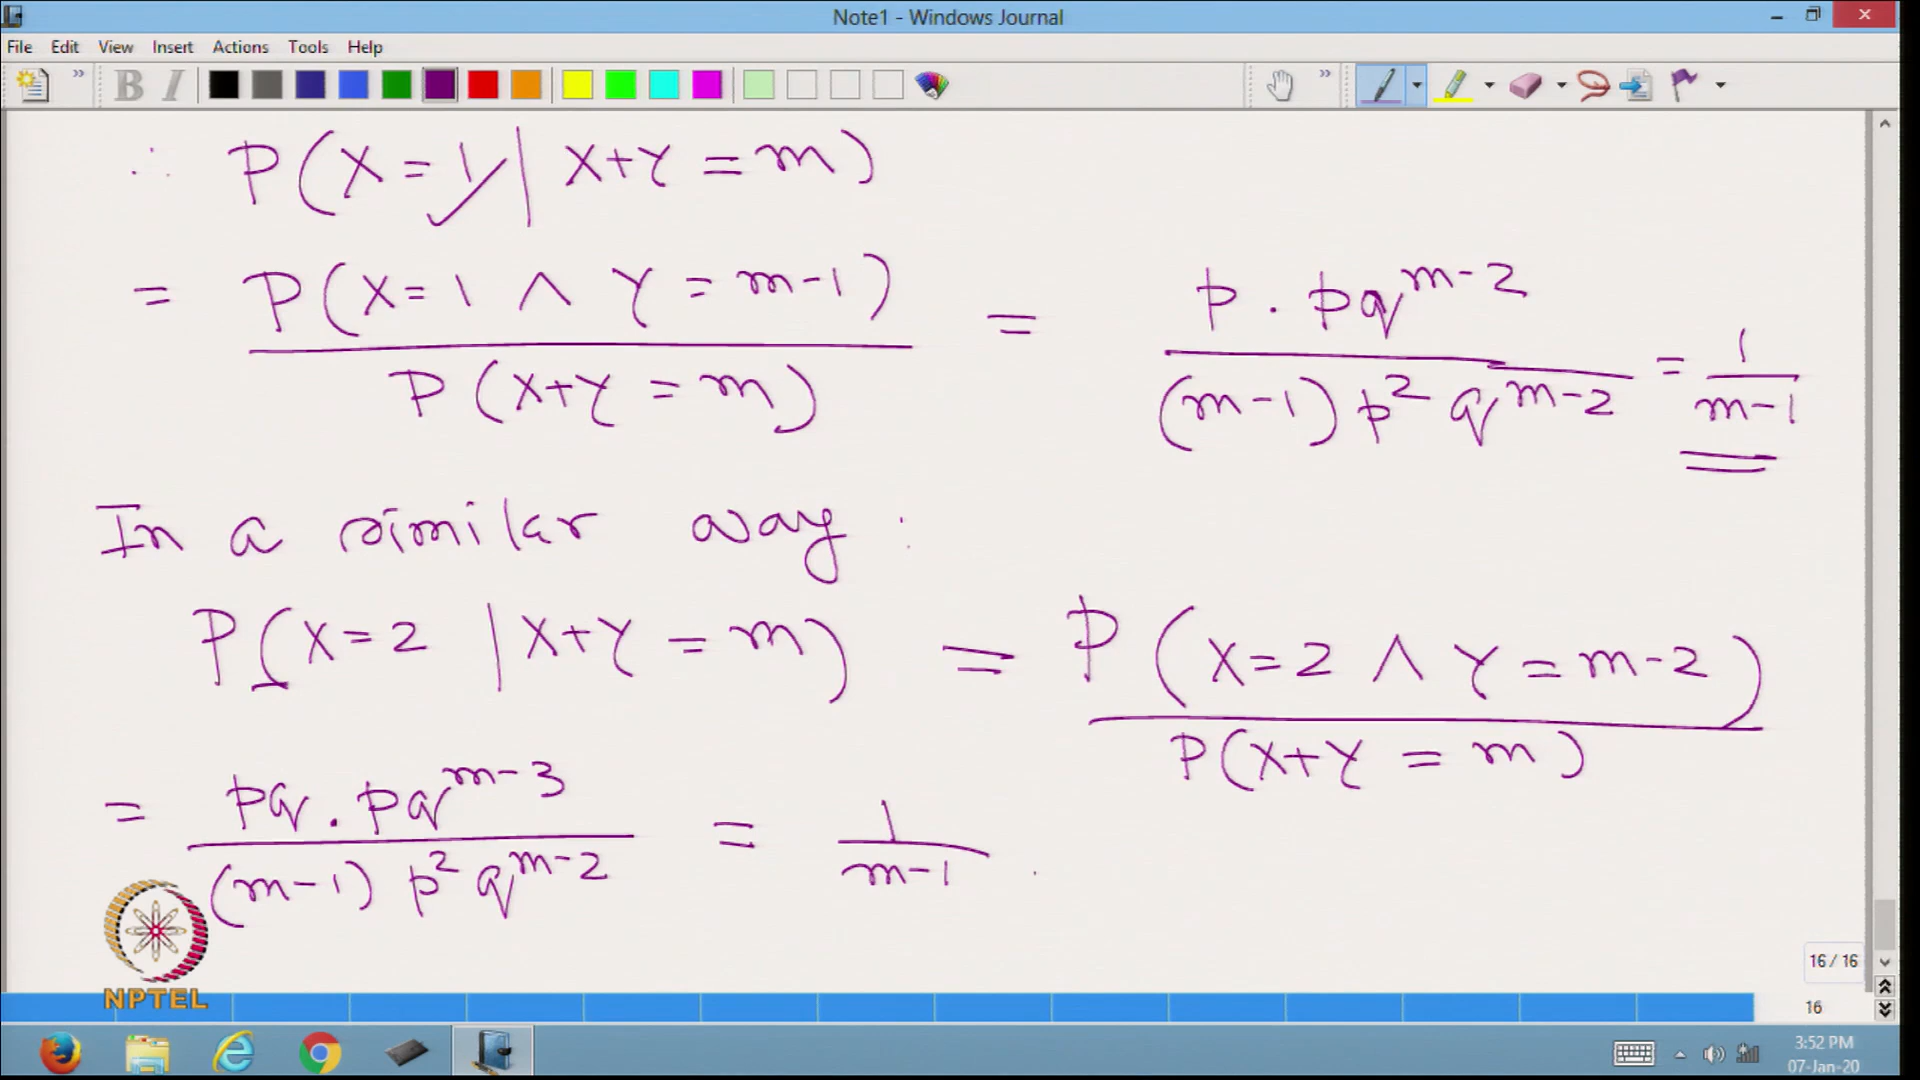 Note1 - Windows Journal
File Edit View Insert Actions Tools Help
B I
∴ P(X=1 | X+Y = m)
= P(X=1 ∧ Y = m-1) / P(X+Y = m) = p . pq^{m-2} / (m-1) p^2 q^{m-2} = 1/(m-1)
In a similar way :
P(X=2 | X+Y = m) = P(X=2 ∧ Y = m-2) / P(X+Y = m)
= pq . pq^{m-3} / (m-1) p^2 q^{m-2} = 1/(m-1) .
NPTEL
16 / 16
16
3:52 PM
07-Jan-20